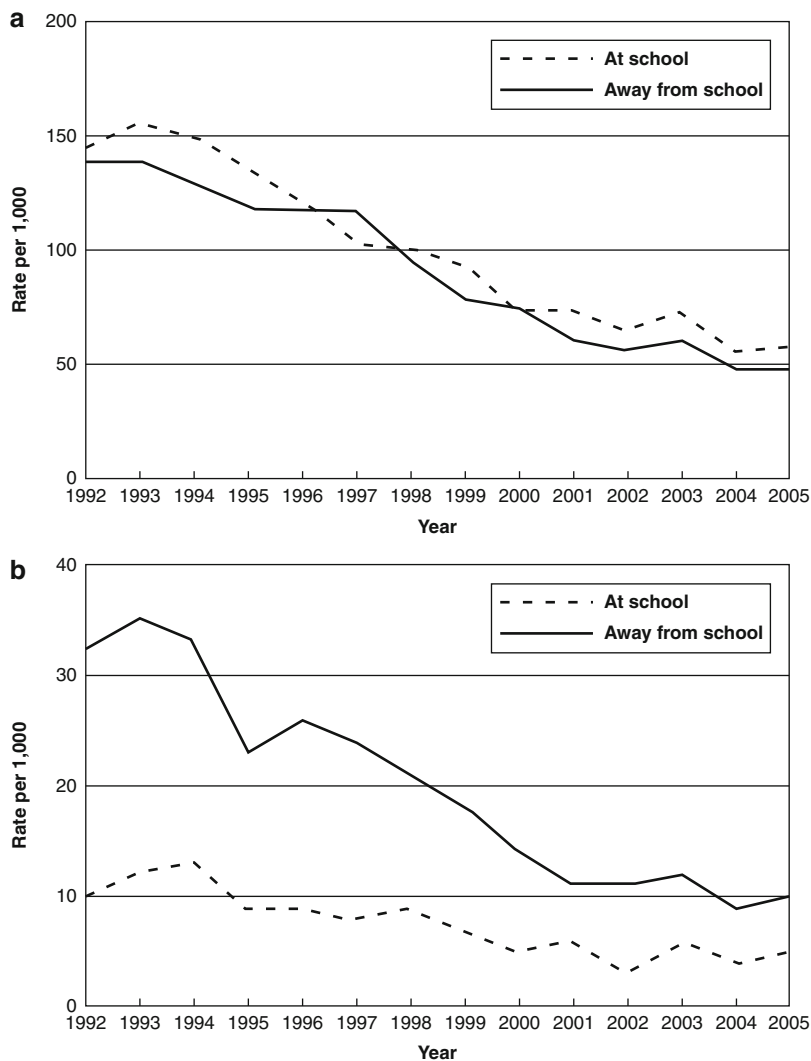 a
200
150
100
50
0
Rate per 1,000
At school
Away from school
1992 1993 1994 1995 1996 1997 1998 1999 2000 2001 2002 2003 2004 2005
Year
b
40
30
20
10
0
Rate per 1,000
At school
Away from school
1992 1993 1994 1995 1996 1997 1998 1999 2000 2001 2002 2003 2004 2005
Year